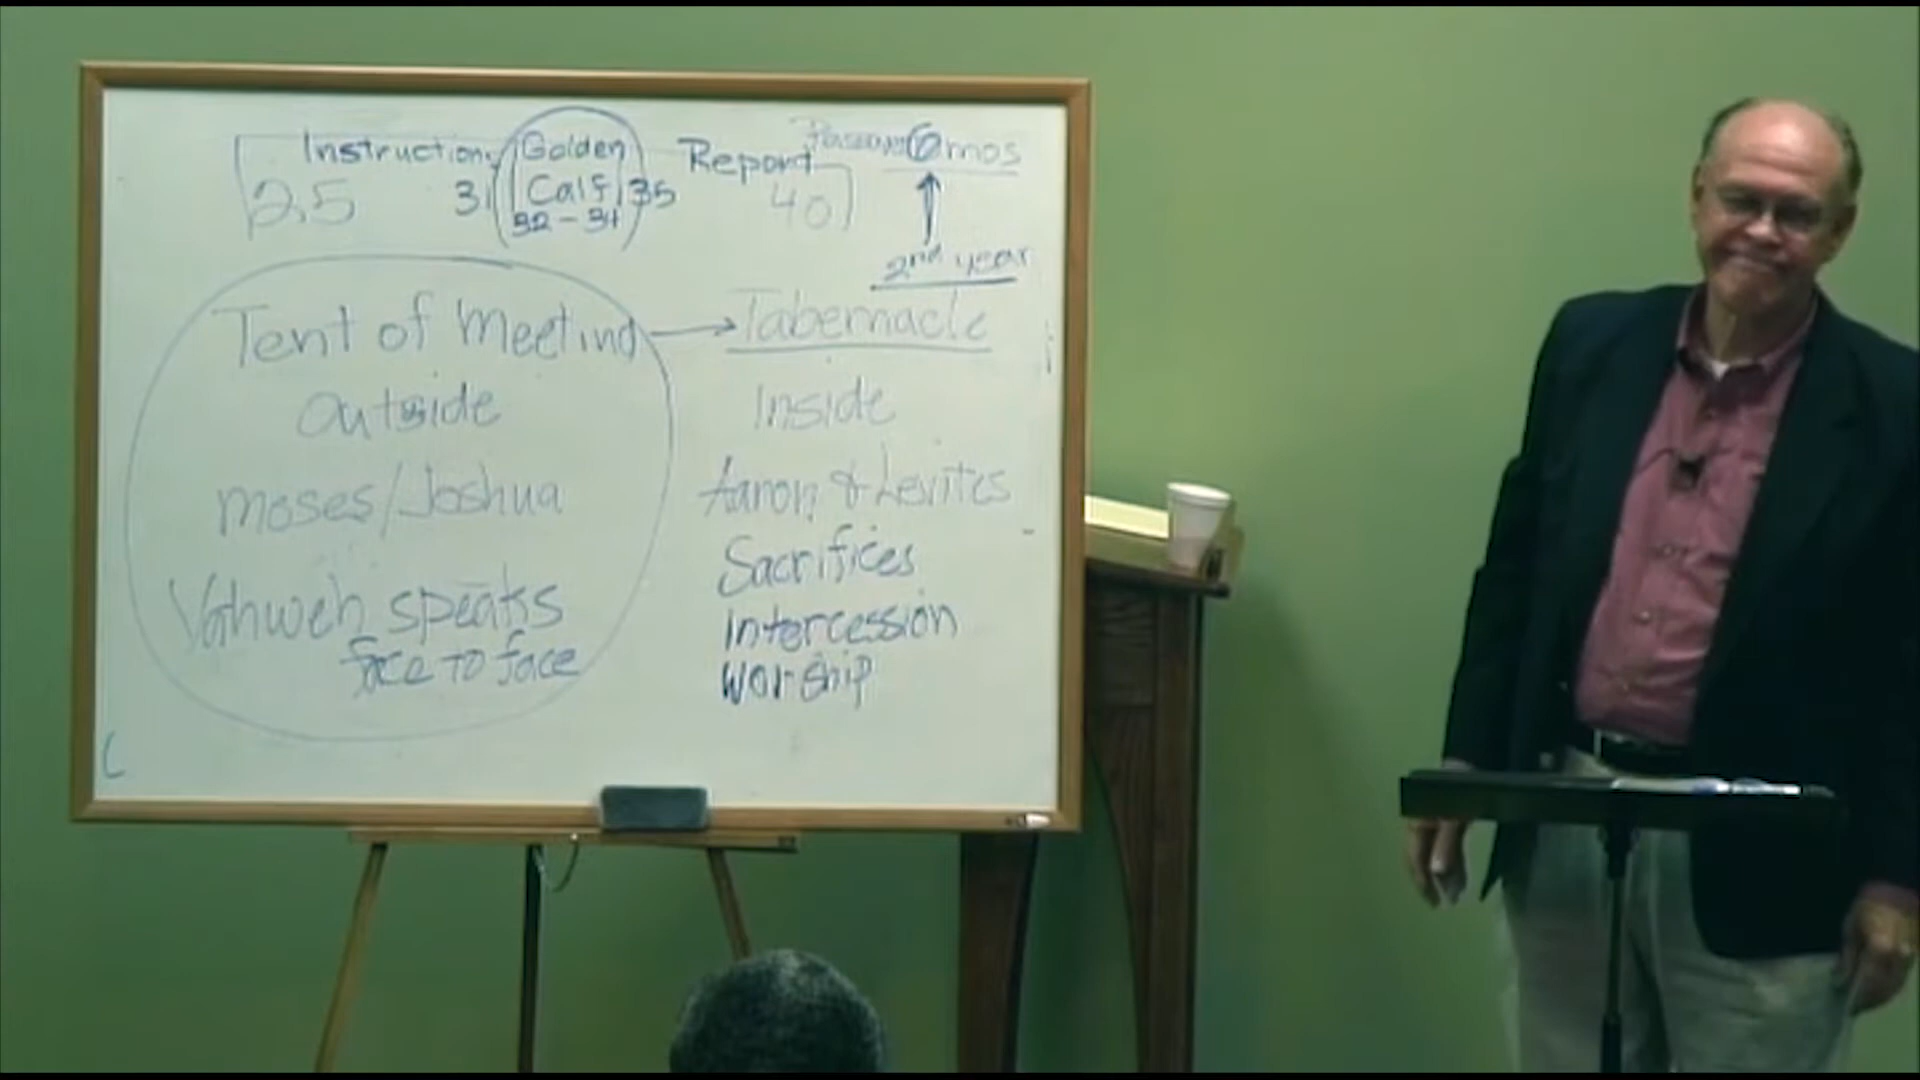 Instruction Golden Report 6 mos
25 31 Calf 35 40
32 - 34
2nd year
Tent of Meeting → Tabernacle
Outside Inside
Moses/Joshua Aaron & Levites
Yahweh speaks Sacrifices
face to face Intercession
Worship